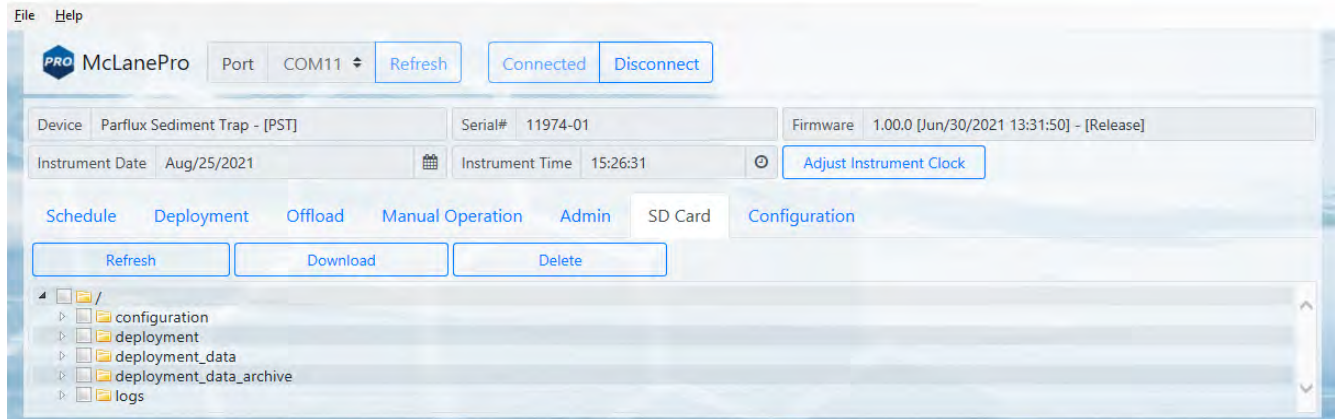 File Help
PRO McLanePro Port COM11 Refresh Connected Disconnect
Device Parflux Sediment Trap - [PST] Serial# 11974-01 Firmware 1.00.0 [Jun/30/2021 13:31:50] - [Release]
Instrument Date Aug/25/2021 Instrument Time 15:26:31 Adjust Instrument Clock
Schedule Deployment Offload Manual Operation Admin SD Card Configuration
Refresh Download Delete
/
configuration
deployment
deployment_data
deployment_data_archive
logs